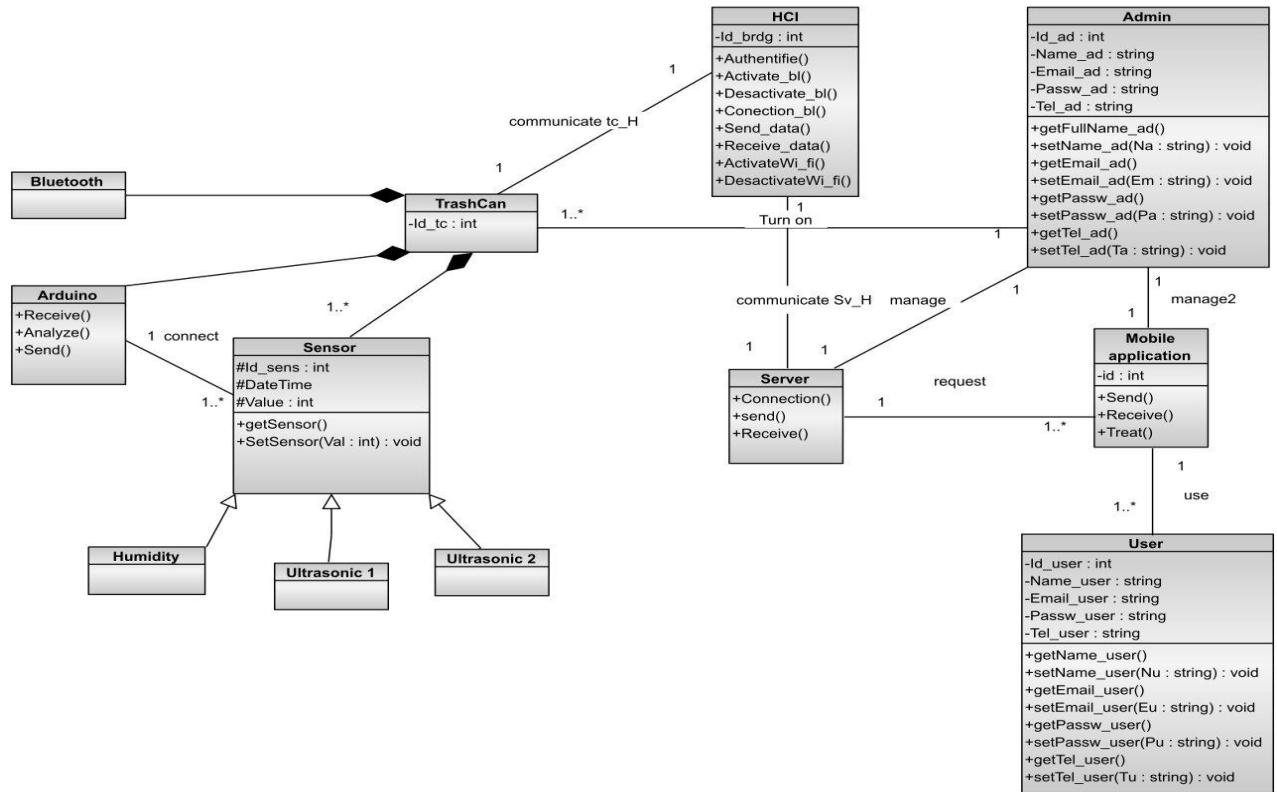 HCI
-Id_brdg : int
+Authentifie()
+Activate_bl()
+Desactivate_bl()
+Conection_bl()
+Send_data()
+Receive_data()
+ActivateWi_fi()
+DesactivateWi_fi()
Admin
-Id_ad : int
-Name_ad : string
-Email_ad : string
-Passw_ad : string
-Tel_ad : string
+getFullName_ad()
+setName_ad(Na : string) : void
+getEmail_ad()
+setEmail_ad(Em : string) : void
+getPassw_ad()
+setPassw_ad(Pa : string) : void
+getTel_ad()
+setTel_ad(Ta : string) : void
1
communicate tc_H
1
Bluetooth
TrashCan
-Id_tc : int
1..*
1
Turn on
1
Arduino
+Receive()
+Analyze()
+Send()
1 connect
1..*
1..*
Sensor
#Id_sens : int
#DateTime
#Value : int
+getSensor()
+SetSensor(Val : int) : void
communicate Sv_H
manage
1
1
1
1
manage2
1
Mobile
application
-id : int
+Send()
+Receive()
+Treat()
Server
+Connection()
+send()
+Receive()
request
1
1..*
1
use
1..*
Humidity
Ultrasonic 1
Ultrasonic 2
User
-Id_user : int
-Name_user : string
-Email_user : string
-Passw_user : string
-Tel_user : string
+getName_user()
+setName_user(Nu : string) : void
+getEmail_user()
+setEmail_user(Eu : string) : void
+getPassw_user()
+setPassw_user(Pu : string) : void
+getTel_user()
+setTel_user(Tu : string) : void